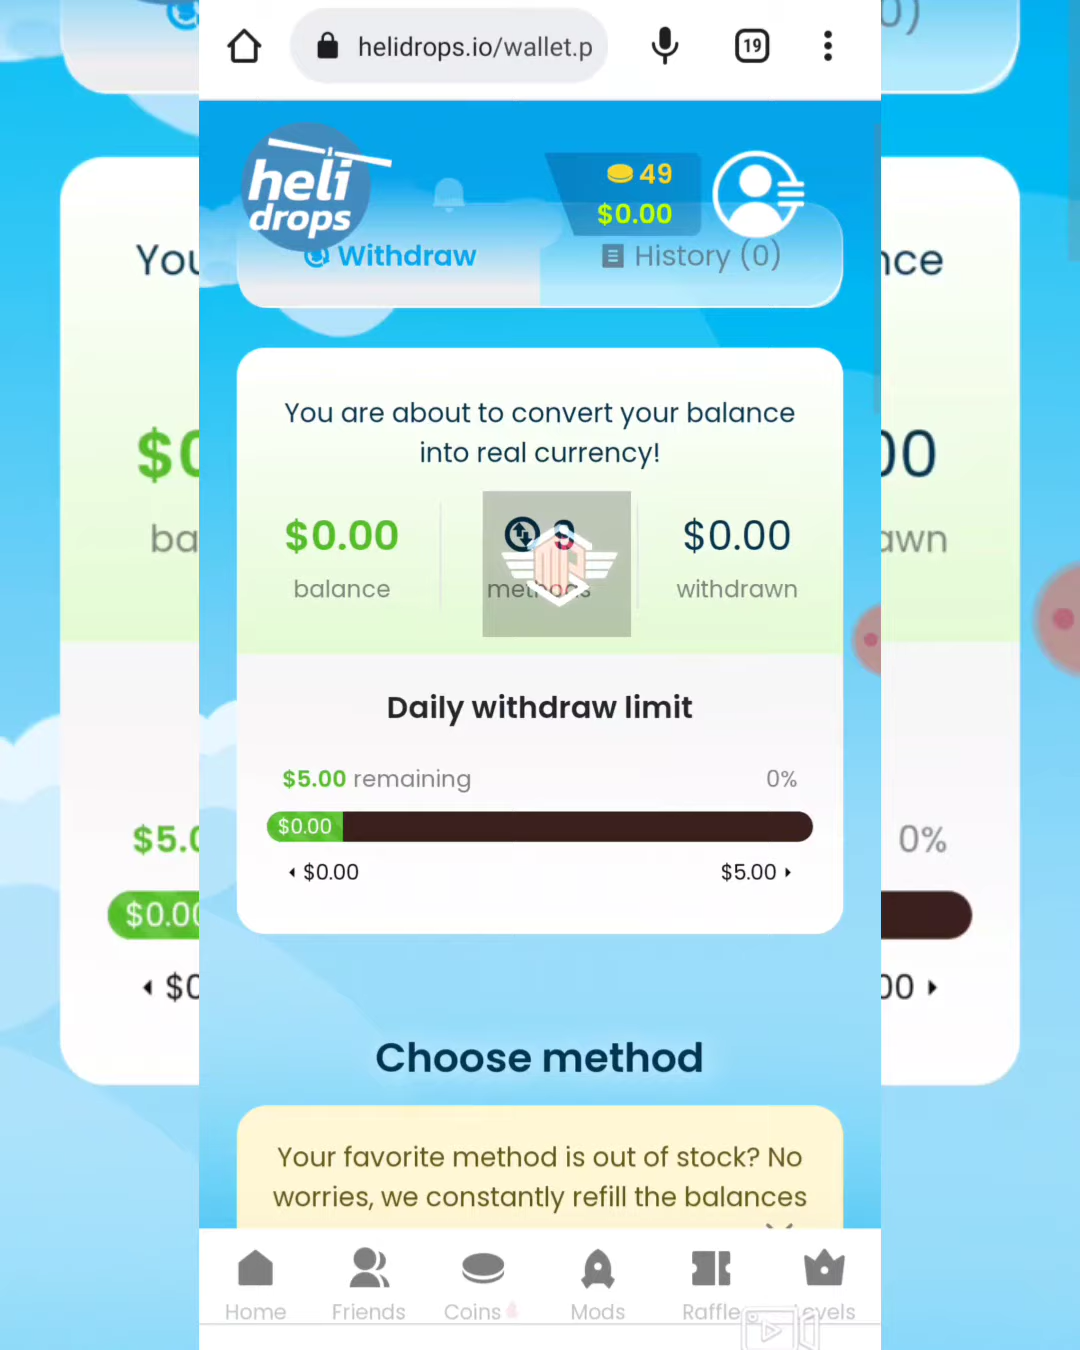 helidrops.io/wallet.p
19
heli
drops
49
$0.00
Withdraw
History (0)
You are about to convert your balance
into real currency!
$0.00
9
$0.00
balance
methods
withdrawn
Daily withdraw limit
$5.00 remaining
0%
$0.00
$0.00
$5.00
Choose method
Your favorite method is out of stock? No
worries, we constantly refill the balances
Home
Friends
Coins
Mods
Raffle
Levels